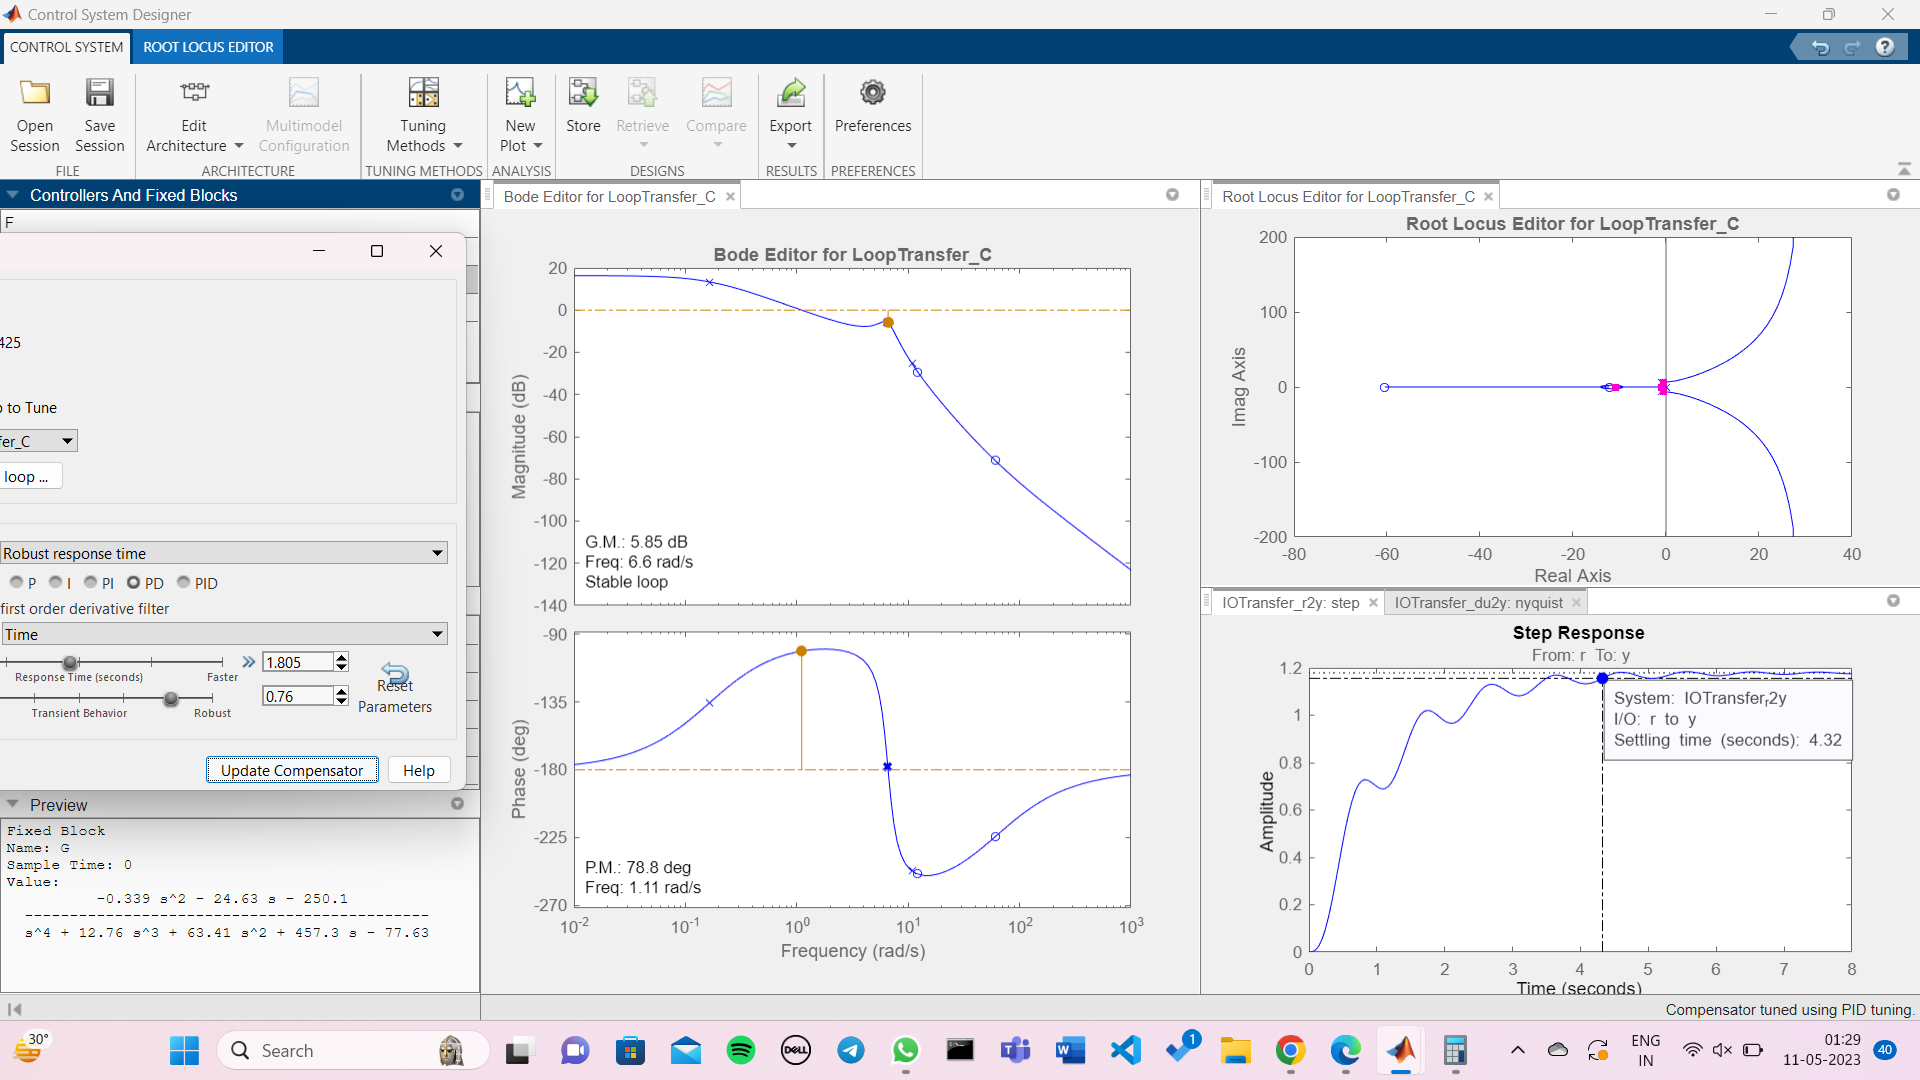 Control System Designer
CONTROL SYSTEM
ROOT LOCUS EDITOR
Open Session
Save Session
Edit Architecture
Multimodel Configuration
Tuning Methods
New Plot
Store
Retrieve
Compare
Export
Preferences
FILE
ARCHITECTURE
TUNING METHODS
ANALYSIS
DESIGNS
RESULTS
PREFERENCES
Controllers And Fixed Blocks
F
425
to Tune
fer_C
loop ...
Robust response time
P
I
PI
PD
PID
first order derivative filter
Time
1.805
Response Time (seconds)
Faster
0.76
Transient Behavior
Robust
Reset Parameters
Update Compensator
Help
Preview
Fixed Block
Name: G
Sample Time: 0
Value:
-0.339 s^2 - 24.63 s - 250.1
---------------------------------------------
s^4 + 12.76 s^3 + 63.41 s^2 + 457.3 s - 77.63
Bode Editor for LoopTransfer_C
Bode Editor for LoopTransfer_C
Magnitude (dB)
20
0
-20
-40
-60
-80
-100
-120
-140
G.M.: 5.85 dB
Freq: 6.6 rad/s
Stable loop
Phase (deg)
-90
-135
-180
-225
-270
P.M.: 78.8 deg
Freq: 1.11 rad/s
10^-2
10^-1
10^0
10^1
10^2
10^3
Frequency (rad/s)
Root Locus Editor for LoopTransfer_C
Root Locus Editor for LoopTransfer_C
Imag Axis
200
100
0
-100
-200
-80
-60
-40
-20
0
20
40
Real Axis
IOTransfer_r2y: step
IOTransfer_du2y: nyquist
Step Response
From: r To: y
Amplitude
1.2
1
0.8
0.6
0.4
0.2
0
System: IOTransfer_r2y
I/O: r to y
Settling time (seconds): 4.32
0
1
2
3
4
5
6
7
8
Time (seconds)
Compensator tuned using PID tuning.
30°
Search
DELL
1
ENG
IN
01:29
11-05-2023
40